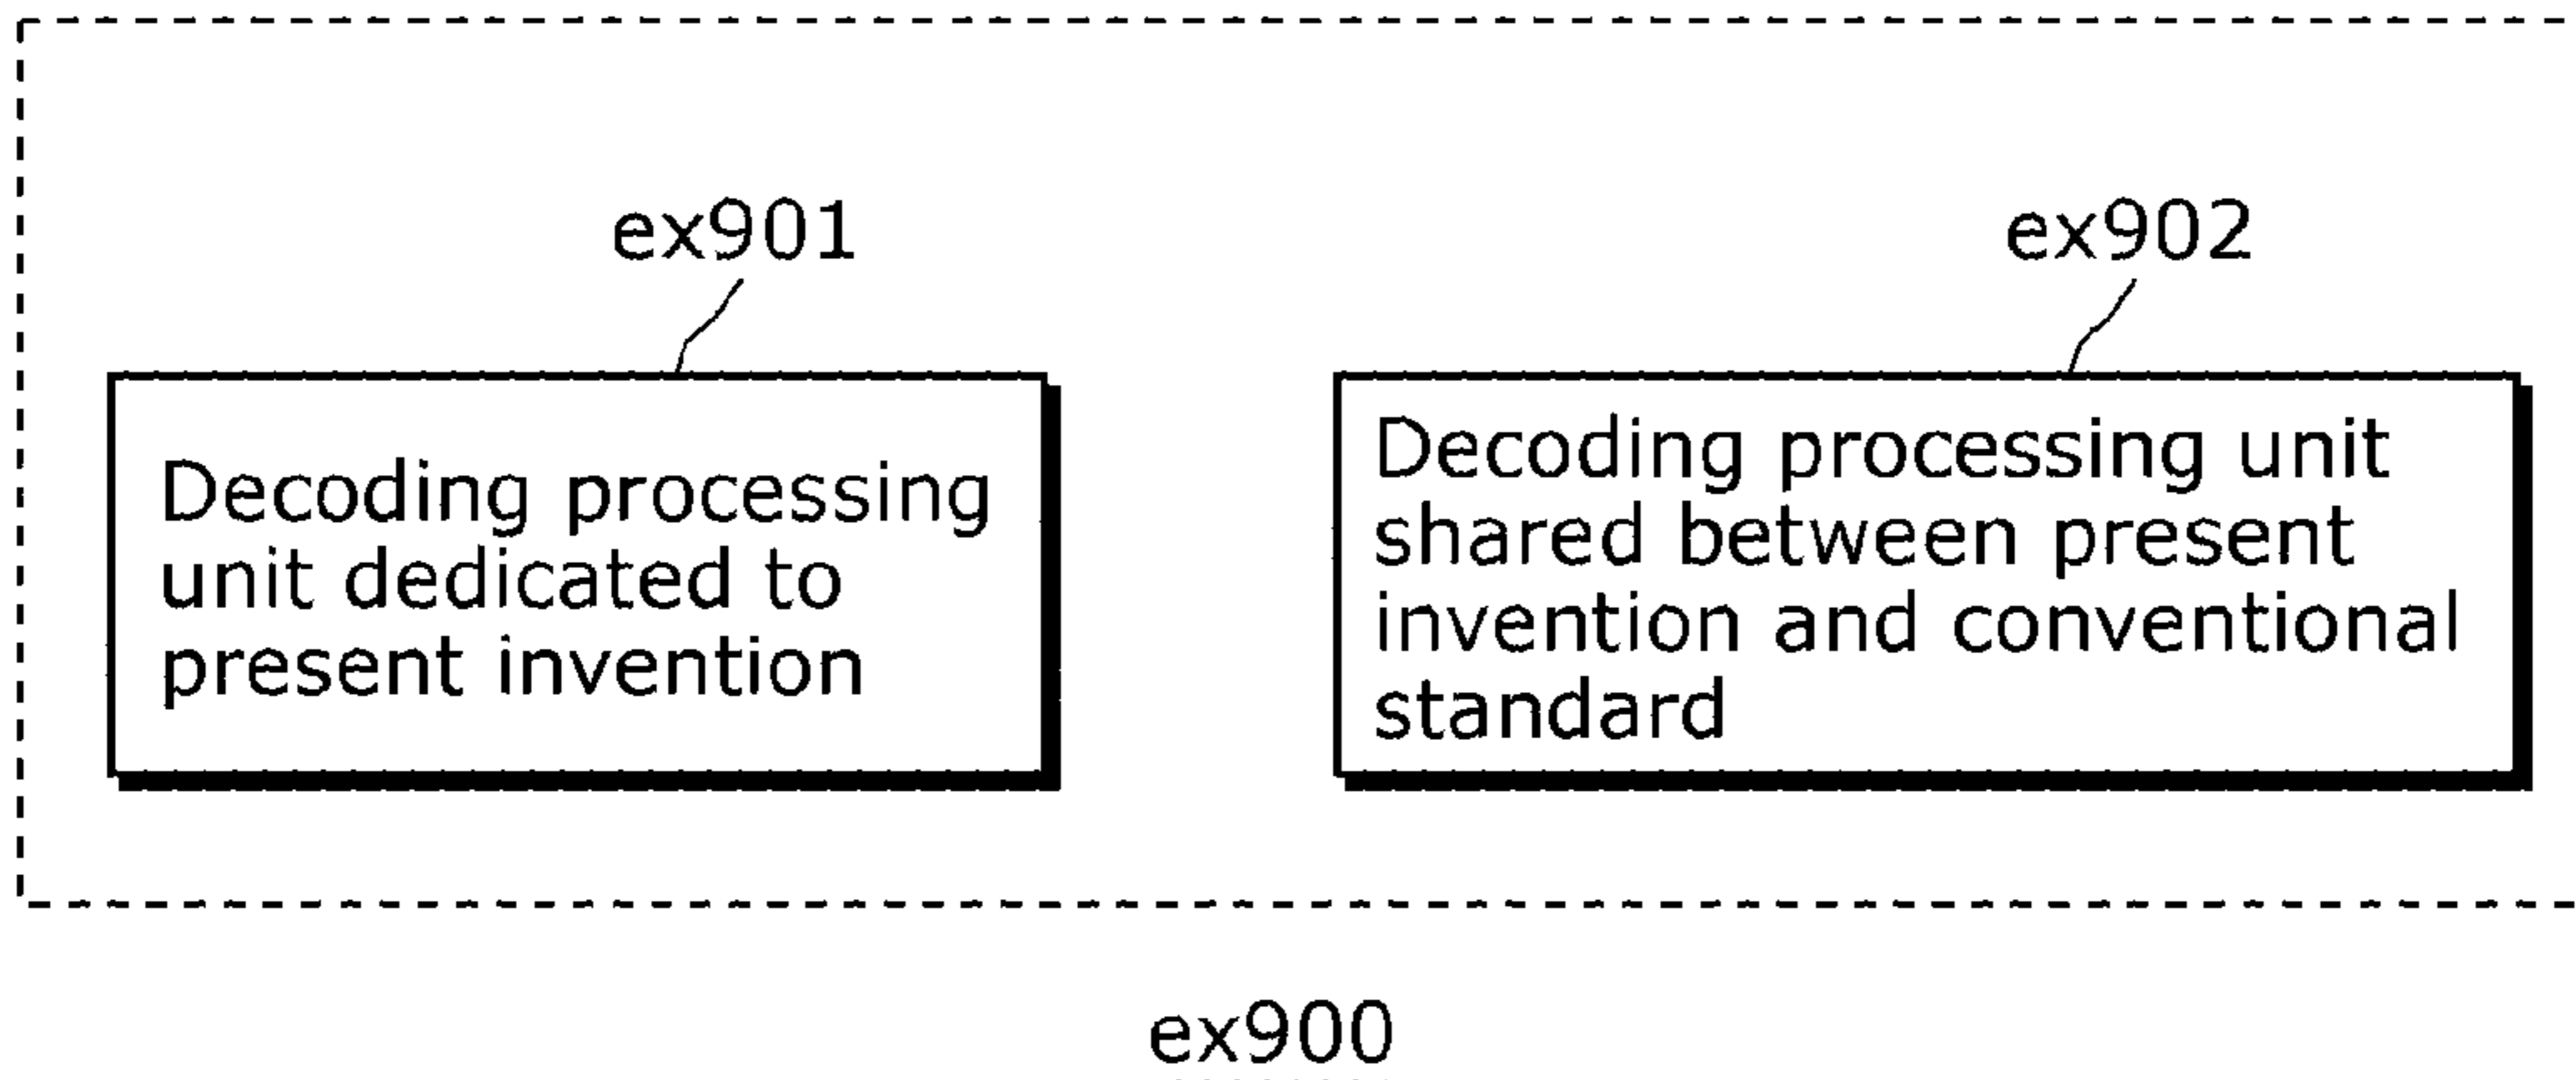 ex901
ex902
Decoding processing
unit dedicated to
present invention
Decoding processing unit
shared between present
invention and conventional
standard
ex900